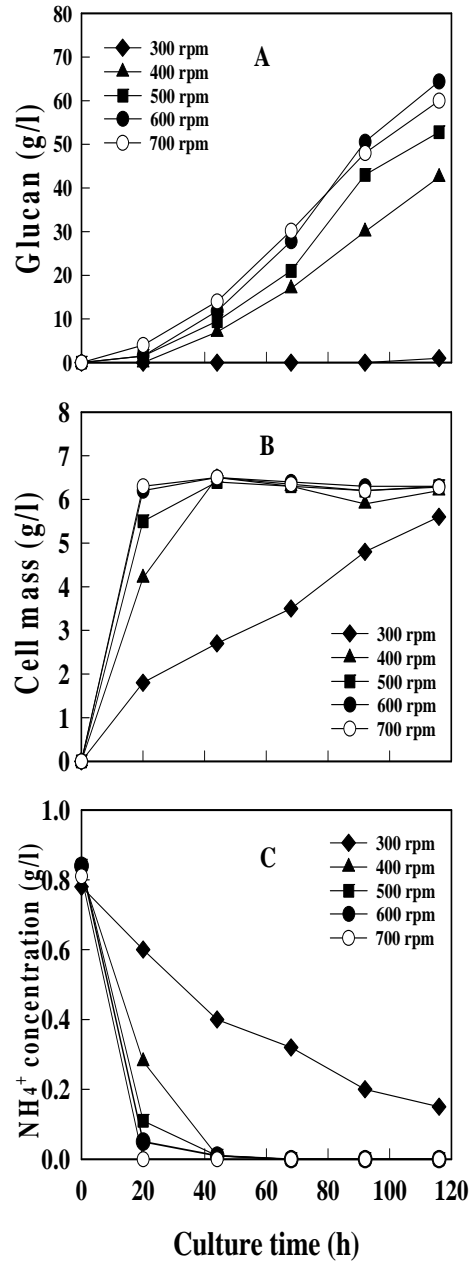 80
70
60
50
40
30
20
10
0
Glucan (g/l)
A
300 rpm
400 rpm
500 rpm
600 rpm
700 rpm
8
7
6
5
4
3
2
1
0
Cell mass (g/l)
B
300 rpm
400 rpm
500 rpm
600 rpm
700 rpm
1.0
0.8
0.6
0.4
0.2
0.0
NH₄⁺ concentration (g/l)
C
300 rpm
400 rpm
500 rpm
600 rpm
700 rpm
0 20 40 60 80 100 120
Culture time (h)